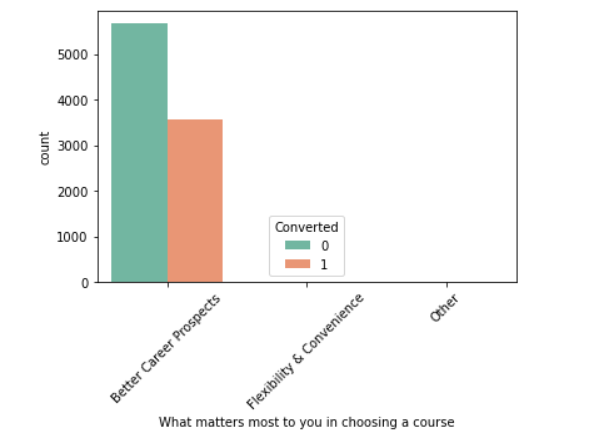 5000
4000
3000
2000
1000
0
count
Converted
0
1
Better Career Prospects
Flexibility & Convenience
Other
What matters most to you in choosing a course